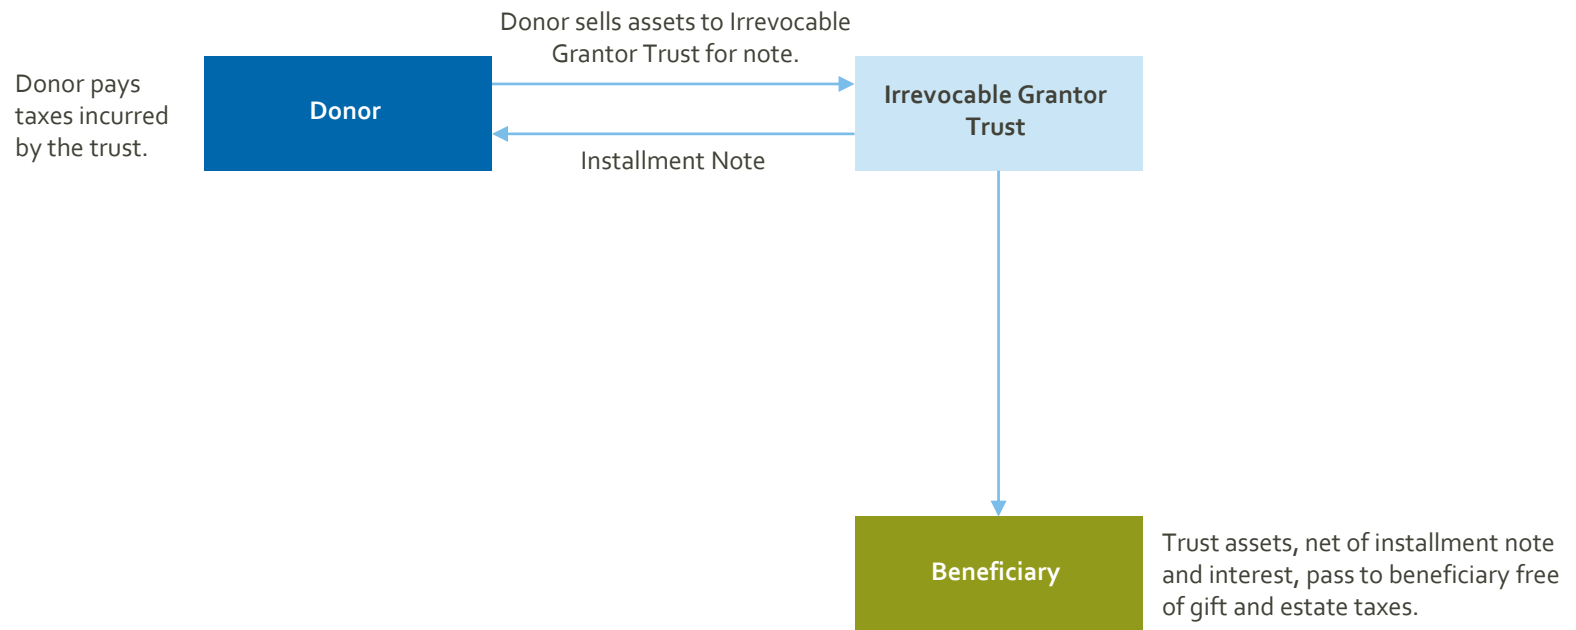 Donor sells assets to Irrevocable
Grantor Trust for note.
Donor pays
taxes incurred
by the trust.
Donor
Irrevocable Grantor
Trust
Installment Note
Beneficiary
Trust assets, net of installment note
and interest, pass to beneficiary free
of gift and estate taxes.